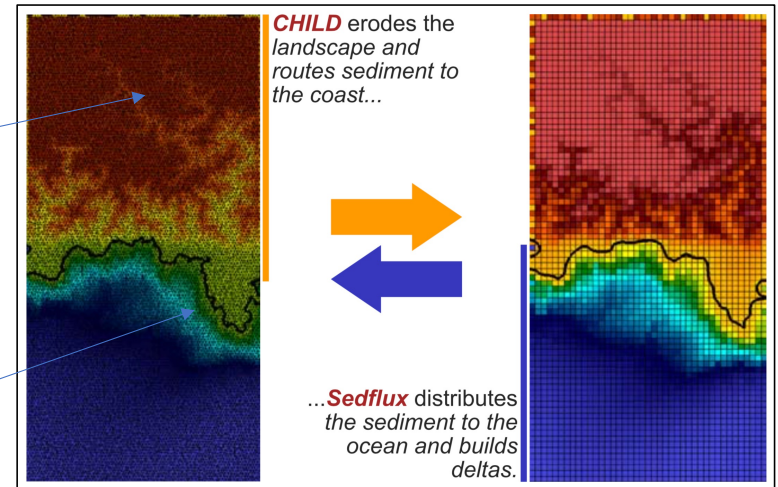 CHILD erodes the
landscape and
routes sediment to
the coast...
...Sedflux distributes
the sediment to the
ocean and builds
deltas.